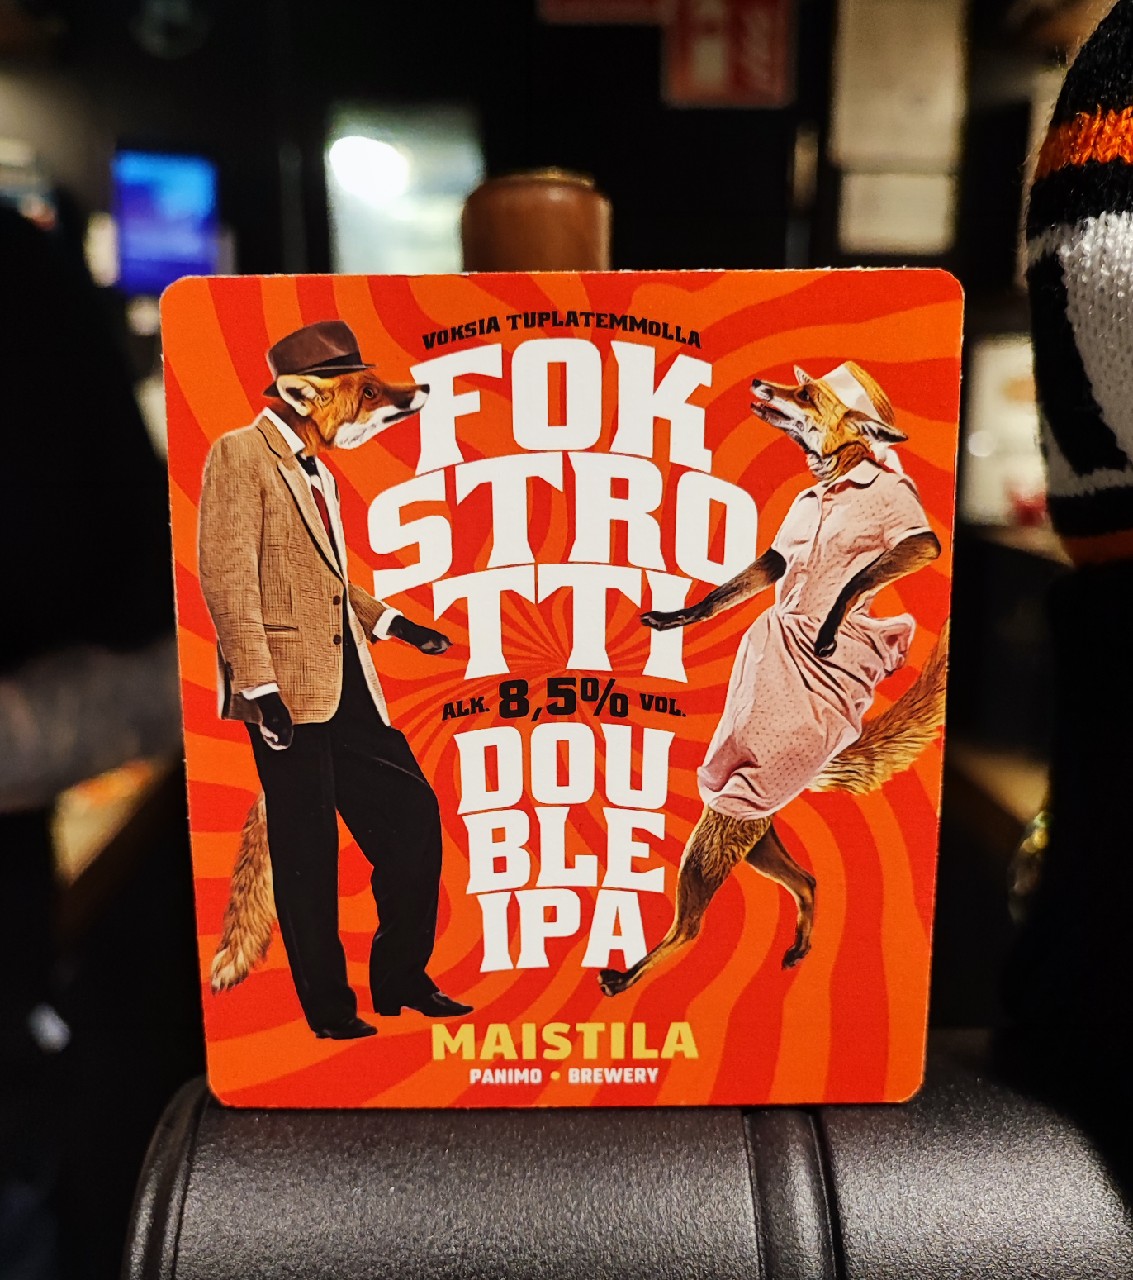 VOKSIA TUPLATEMMOLLA
FOK
STRO
TTI
ALK. 8,5% VOL.
DOU
BLE
IPA
MAISTILA
PANIMO • BREWERY